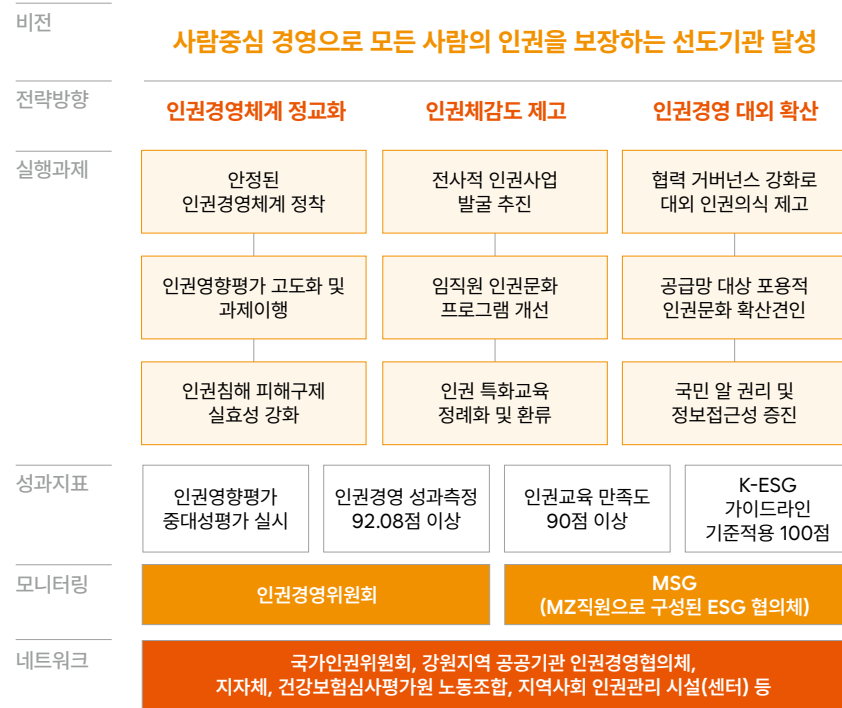 비전
사람중심 경영으로 모든 사람의 인권을 보장하는 선도기관 달성
전략방향
인권경영체계 정교화
인권체감도 제고
인권경영 대외 확산
실행과제
안정된
인권경영체계 정착
전사적 인권사업
발굴 추진
협력 거버넌스 강화로
대외 인권의식 제고
인권영향평가 고도화 및
과제이행
임직원 인권문화
프로그램 개선
공급망 대상 포용적
인권문화 확산견인
인권침해 피해구제
실효성 강화
인권 특화교육
정례화 및 환류
국민 알 권리 및
정보접근성 증진
성과지표
인권영향평가
중대성평가 실시
인권경영 성과측정
92.08점 이상
인권교육 만족도
90점 이상
K-ESG
가이드라인
기준적용 100점
모니터링
인권경영위원회
MSG
(MZ직원으로 구성된 ESG 협의체)
네트워크
국가인권위원회, 강원지역 공공기관 인권경영협의체,
지자체, 건강보험심사평가원 노동조합, 지역사회 인권관리 시설(센터) 등